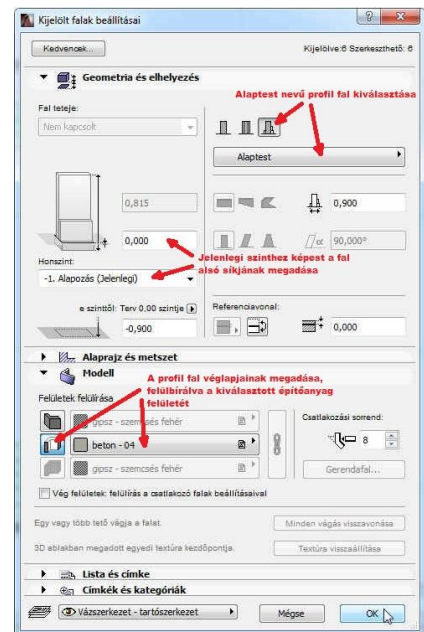 Kijelölt falak beállításai
Kedvencek...
Kijelölve:6 Szerkeszthető: 6
Geometria és elhelyezés
Alaptest nevű profil fal kiválasztása
Fal teteje:
Nem kapcsolt
Alaptest
0,815
0,900
0,000
α
90,000°
Jelenlegi szinthez képest a fal
alsó síkjának megadása
Honszint:
-1. Alapozás (Jelenlegi)
e szinttől: Terv 0,00 szintje
Referenciavonal:
-0,900
0,000
Alaprajz és metszet
Modell
A profil fal véglapjainak megadása,
felülbírálva a kiválasztott építőanyag
felületét
Felületek felülírása
gipsz - szemcsés fehér
Csatlakozási sorrend:
beton - 04
8
gipsz - szemcsés fehér
Gerendafal...
Vég felületek: felülírás a csatlakozó falak beállításaival
Egy vagy több tető vágja a falat.
Minden vágás visszavonása
3D ablakban megadott egyedi textúra kezdőpontja.
Textúra visszaállítása
Lista és címke
Címkék és kategóriák
Vázszerkezet - tartószerkezet
Mégse
OK